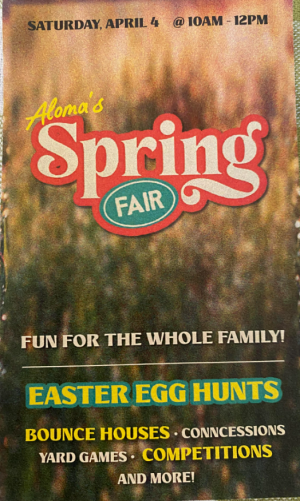 SATURDAY, APRIL 4 @ 10AM - 12PM
Aloma's
Spring
FAIR
FUN FOR THE WHOLE FAMILY!
EASTER EGG HUNTS
BOUNCE HOUSES · CONNCESSIONS
YARD GAMES · COMPETITIONS
AND MORE!